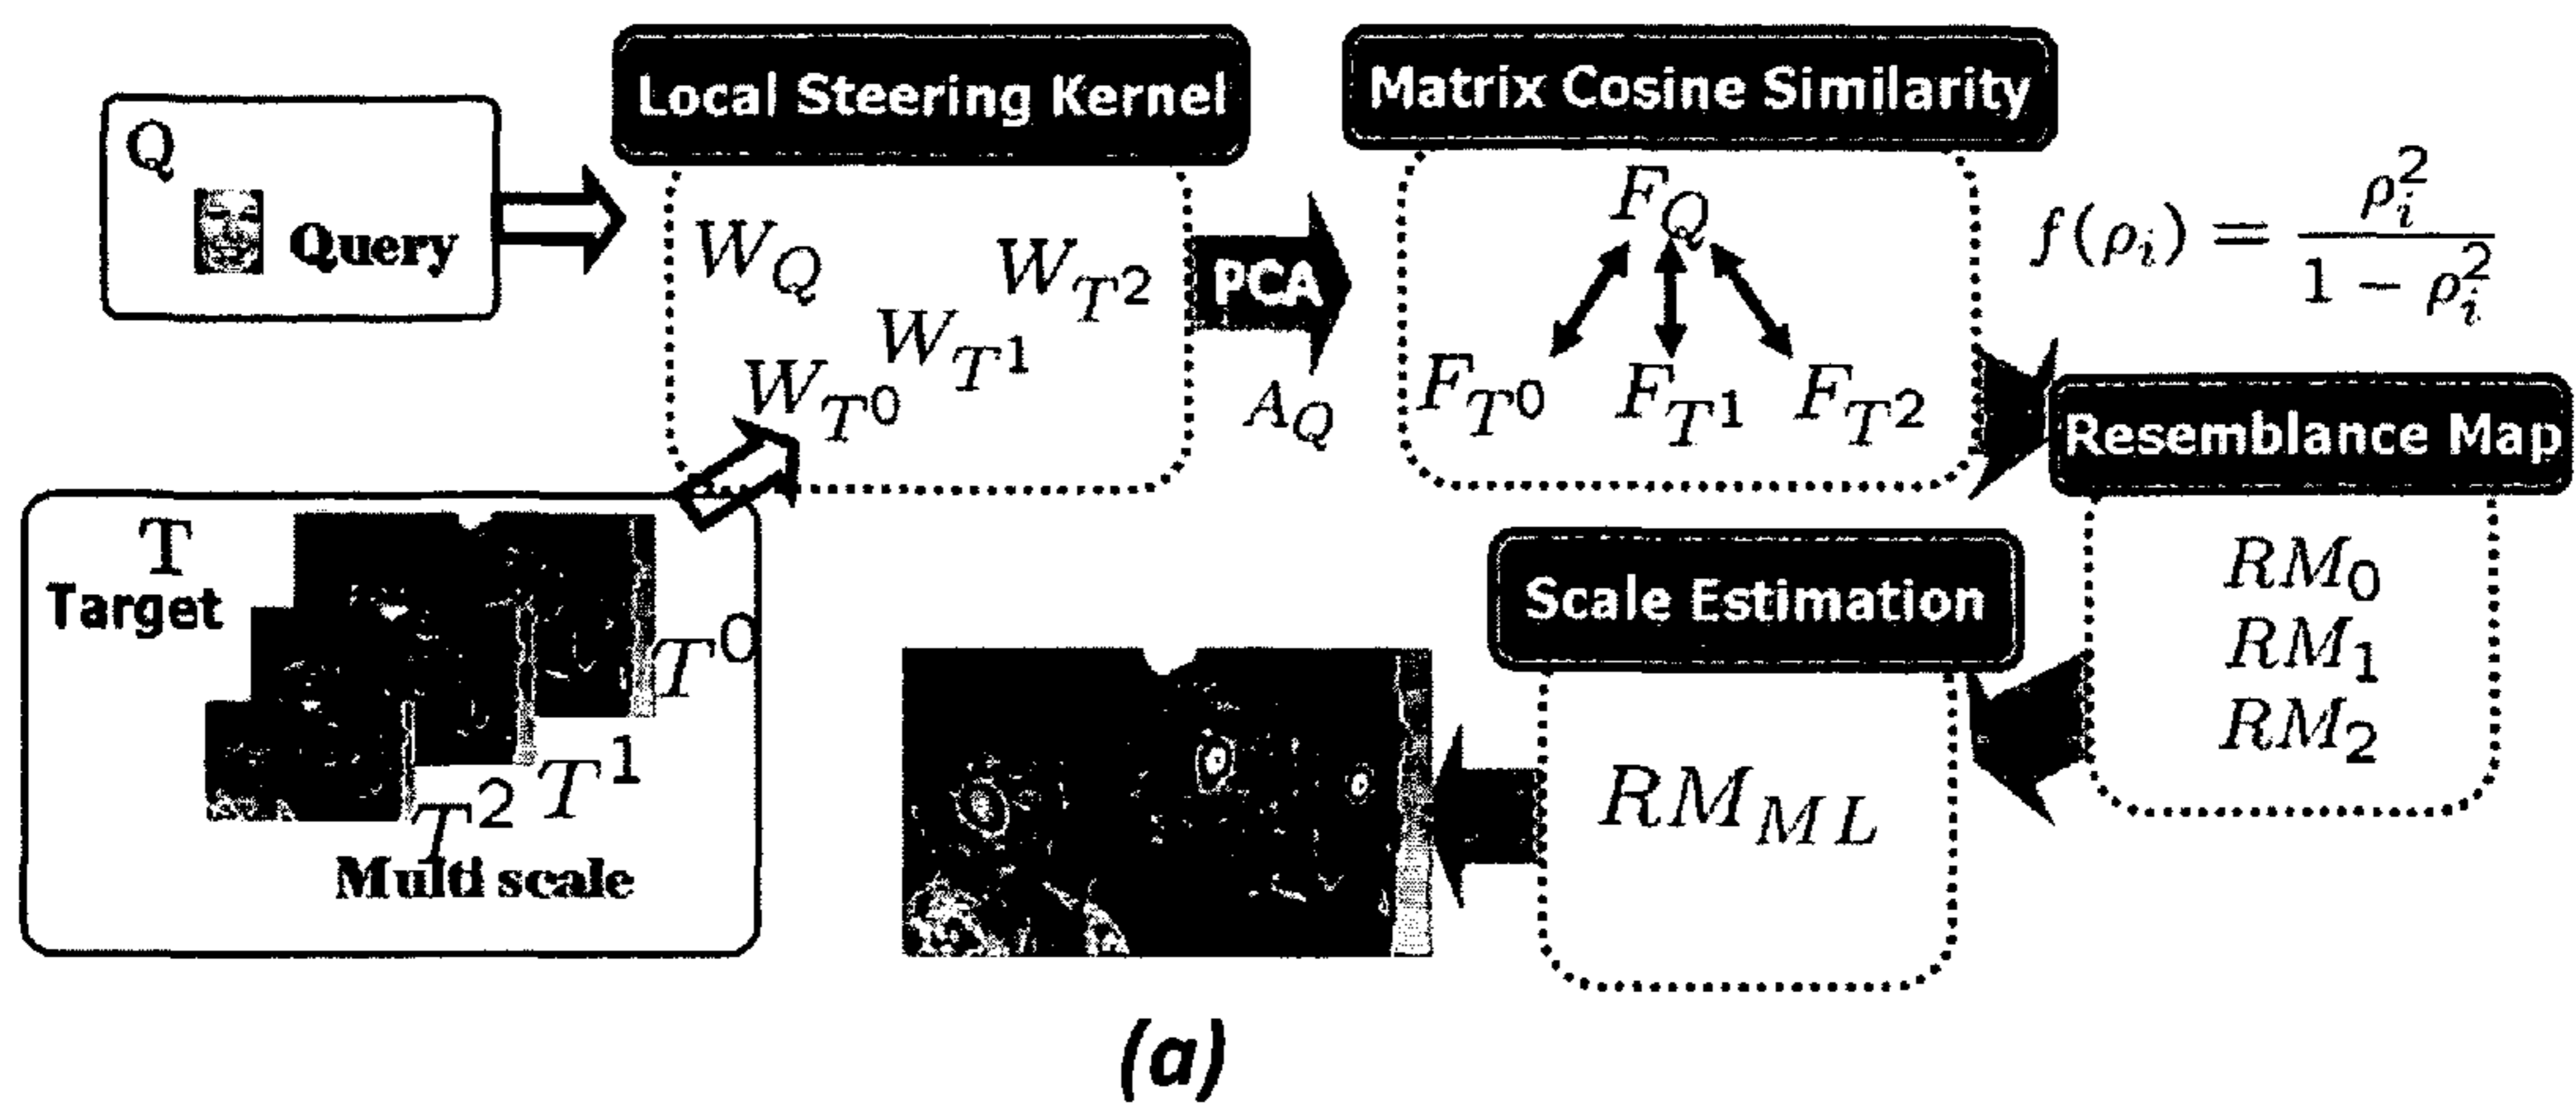 Q
Query
Local Steering Kernel
W_Q
W_{T^2}
W_{T^1}
W_{T^0}
PCA
A_Q
Matrix Cosine Similarity
F_Q
F_{T^0} F_{T^1} F_{T^2}
f(ρ_i) = ρ_i^2 / (1 − ρ_i^2)
Resemblance Map
RM_0
RM_1
RM_2
Scale Estimation
RM_{ML}
T
Target
T^0
T^1
T^2
Multi scale
(a)